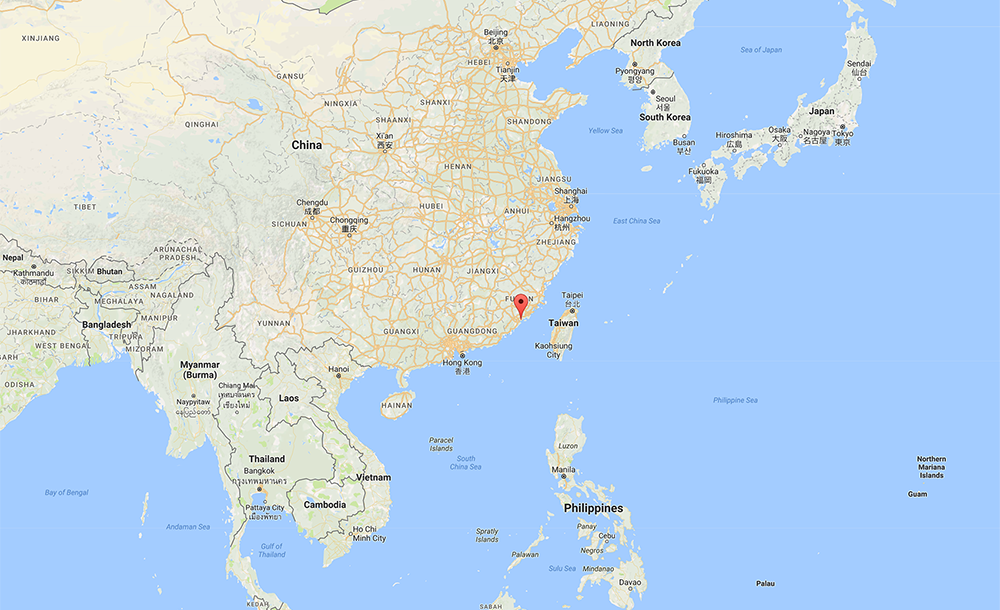 LIAONING
XINJIANG
Beijing
北京
North Korea
Sea of Japan
HEBEI
Sendai
仙台
Tianjin
天津
Pyongyang
평양
GANSU
NINGXIA
SHANXI
Seoul
서울
South Korea
Japan
SHAANXI
SHANDONG
QINGHAI
Yellow Sea
Busan
부산
Hiroshima
広島
Osaka
大阪
Nagoya
名古屋
Tokyo
東京
Xi'an
西安
China
HENAN
Fukuoka
福岡
JIANGSU
Shanghai
上海
TIBET
Chengdu
成都
HUBEI
ANHUI
SICHUAN
Chongqing
重庆
Hangzhou
杭州
East China Sea
ZHEJIANG
Nepal
ARUNACHAL
PRADESH
Kathmandu
काठमाडौं
SIKKIM
Bhutan
GUIZHOU
HUNAN
JIANGXI
ASSAM
NAGALAND
BIHAR
MEGHALAYA
Taipei
台北
MANIPUR
Bangladesh
YUNNAN
Taiwan
JHARKHAND
TRIPURA
GUANGXI
GUANGDONG
WEST BENGAL
MIZORAM
Kaohsiung
City
Hong Kong
香港
Myanmar
(Burma)
Hanoi
ODISHA
Chiang Mai
เชียงใหม่
Laos
Naypyitaw
နေပြည်တော်
HAINAN
Philippine Sea
Paracel
Islands
Luzon
South
China Sea
Thailand
Bangkok
กรุงเทพมหานคร
Manila
Northern
Mariana
Islands
Vietnam
Bay of Bengal
Guam
Cambodia
Pattaya City
เมืองพัทยา
Philippines
Andaman Sea
Ho Chi
Minh City
Panay
Cebu
Spratly
Islands
Gulf of
Thailand
Palawan
Negros
Sulu Sea
Mindanao
Davao
Palau
KEDAH
SABAH